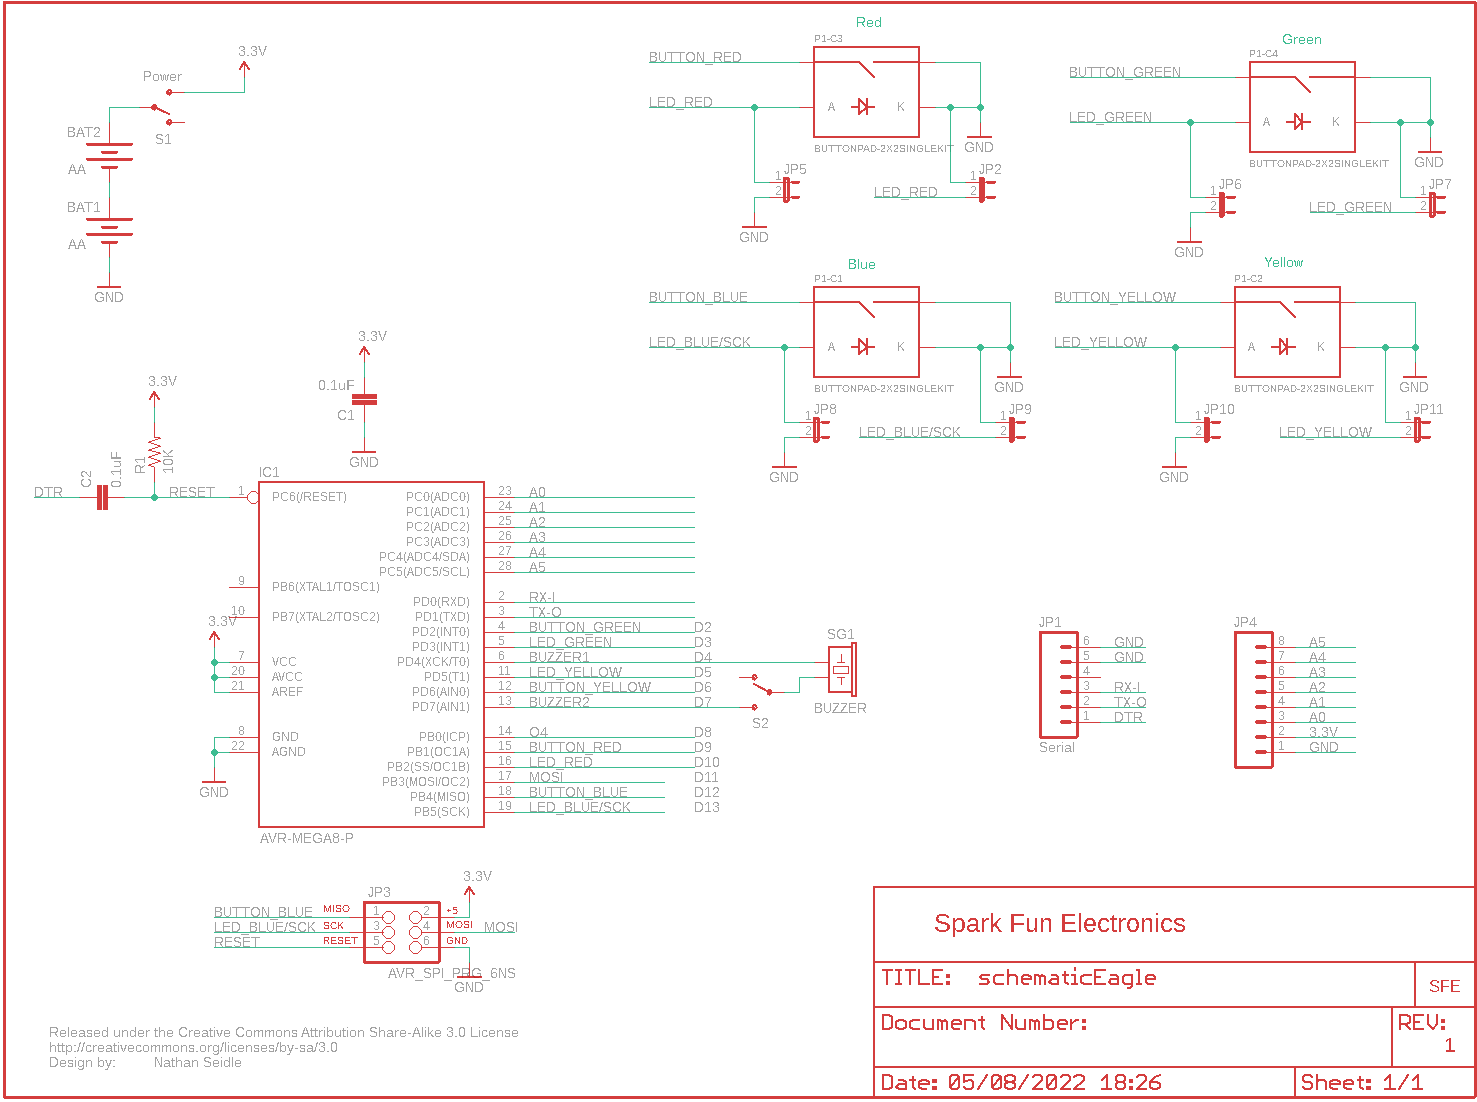 Red
P1-C3
BUTTON_RED
LED_RED
A
K
BUTTONPAD-2X2SINGLEKIT
GND
JP5
1
2
GND
JP2
1
2
LED_RED
Green
P1-C4
BUTTON_GREEN
LED_GREEN
A
K
BUTTONPAD-2X2SINGLEKIT
GND
JP6
1
2
GND
JP7
1
2
LED_GREEN
3.3V
Power
S1
BAT2
AA
BAT1
AA
GND
Blue
P1-C1
BUTTON_BLUE
LED_BLUE/SCK
A
K
BUTTONPAD-2X2SINGLEKIT
GND
JP8
1
2
GND
JP9
1
2
LED_BLUE/SCK
Yellow
P1-C2
BUTTON_YELLOW
LED_YELLOW
A
K
BUTTONPAD-2X2SINGLEKIT
GND
JP10
1
2
GND
JP11
1
2
LED_YELLOW
3.3V
0.1uF
C1
GND
3.3V
R1
10K
C2
0.1uF
DTR
RESET
IC1
1 PC6(/RESET)
9 PB6(XTAL1/TOSC1)
10 PB7(XTAL2/TOSC2)
3.3V
7 VCC
20 AVCC
21 AREF
8 GND
22 AGND
GND
PC0(ADC0) 23 A0
PC1(ADC1) 24 A1
PC2(ADC2) 25 A2
PC3(ADC3) 26 A3
PC4(ADC4/SDA) 27 A4
PC5(ADC5/SCL) 28 A5
PD0(RXD) 2 RX-I
PD1(TXD) 3 TX-O
PD2(INT0) 4 BUTTON_GREEN D2
PD3(INT1) 5 LED_GREEN D3
PD4(XCK/T0) 6 BUZZER1 D4
PD5(T1) 11 LED_YELLOW D5
PD6(AIN0) 12 BUTTON_YELLOW D6
PD7(AIN1) 13 BUZZER2 D7
PB0(ICP) 14 O4 D8
PB1(OC1A) 15 BUTTON_RED D9
PB2(SS/OC1B) 16 LED_RED D10
PB3(MOSI/OC2) 17 MOSI D11
PB4(MISO) 18 BUTTON_BLUE D12
PB5(SCK) 19 LED_BLUE/SCK D13
AVR-MEGA8-P
SG1
BUZZER
S2
JP1
6 GND
5 GND
4
3 RX-I
2 TX-O
1 DTR
Serial
JP4
8 A5
7 A4
6 A3
5 A2
4 A1
3 A0
2 3.3V
1 GND
3.3V
JP3
BUTTON_BLUE MISO 1 2 +5
LED_BLUE/SCK SCK 3 4 MOSI MOSI
RESET RESET 5 6 GND
AVR_SPI_PRG_6NS
GND
Released under the Creative Commons Attribution Share-Alike 3.0 License
http://creativecommons.org/licenses/by-sa/3.0
Design by: Nathan Seidle
Spark Fun Electronics
TITLE: schematicEagle
SFE
Document Number:
REV:
1
Date: 05/08/2022 18:26
Sheet: 1/1